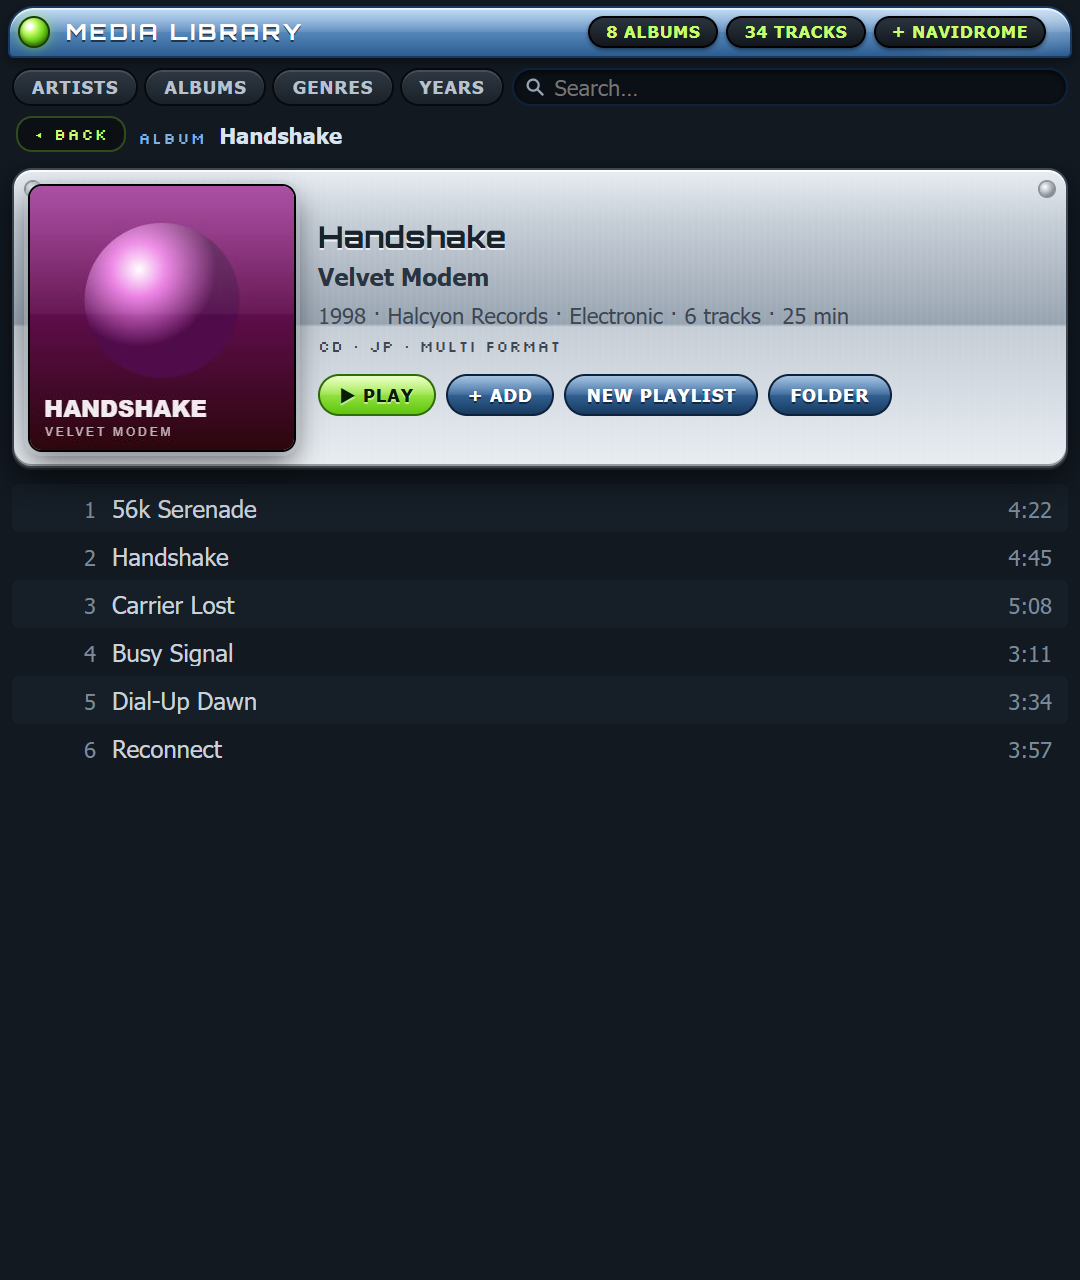 MEDIA LIBRARY
8 ALBUMS
34 TRACKS
+ NAVIDROME
ARTISTS
ALBUMS
GENRES
YEARS
Search...
◂ BACK
ALBUM Handshake
HANDSHAKE
VELVET MODEM
Handshake
Velvet Modem
1998 · Halcyon Records · Electronic · 6 tracks · 25 min
CD · JP · MULTI FORMAT
▶ PLAY
+ ADD
NEW PLAYLIST
FOLDER
1 56k Serenade 4:22
2 Handshake 4:45
3 Carrier Lost 5:08
4 Busy Signal 3:11
5 Dial-Up Dawn 3:34
6 Reconnect 3:57